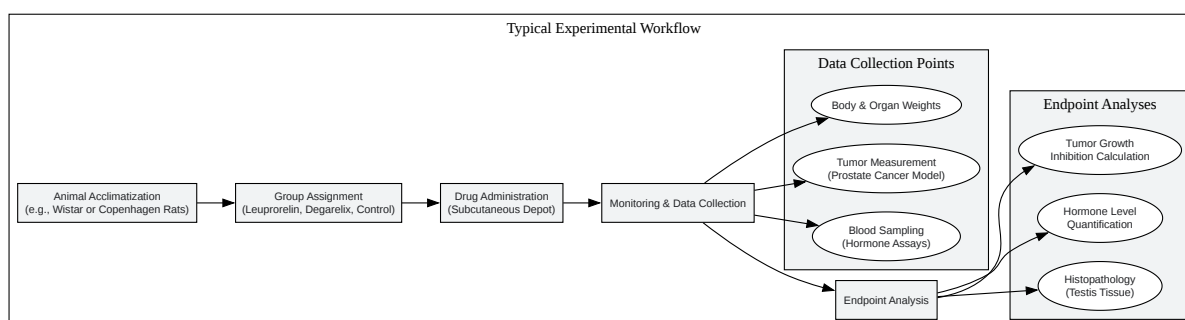 Typical Experimental Workflow
Data Collection Points
Body & Organ Weights
Endpoint Analyses
Tumor Growth
Inhibition Calculation
Tumor Measurement
(Prostate Cancer Model)
Animal Acclimatization
(e.g., Wistar or Copenhagen Rats)
Group Assignment
(Leuprorelin, Degarelix, Control)
Drug Administration
(Subcutaneous Depot)
Monitoring & Data Collection
Blood Sampling
(Hormone Assays)
Hormone Level
Quantification
Endpoint Analysis
Histopathology
(Testis Tissue)